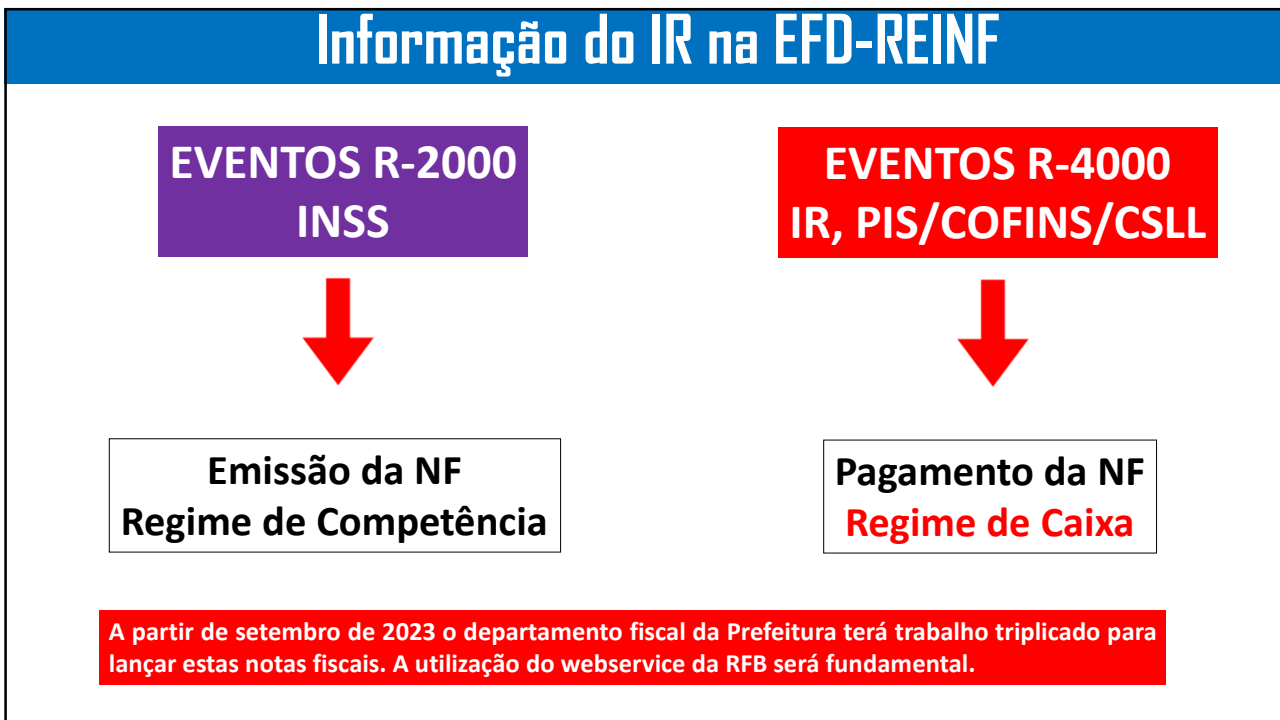 Informação do IR na EFD-REINF
EVENTOS R-2000
INSS
EVENTOS R-4000
IR, PIS/COFINS/CSLL
Emissão da NF
Regime de Competência
Pagamento da NF
Regime de Caixa
A partir de setembro de 2023 o departamento fiscal da Prefeitura terá trabalho triplicado para
lançar estas notas fiscais. A utilização do webservice da RFB será fundamental.